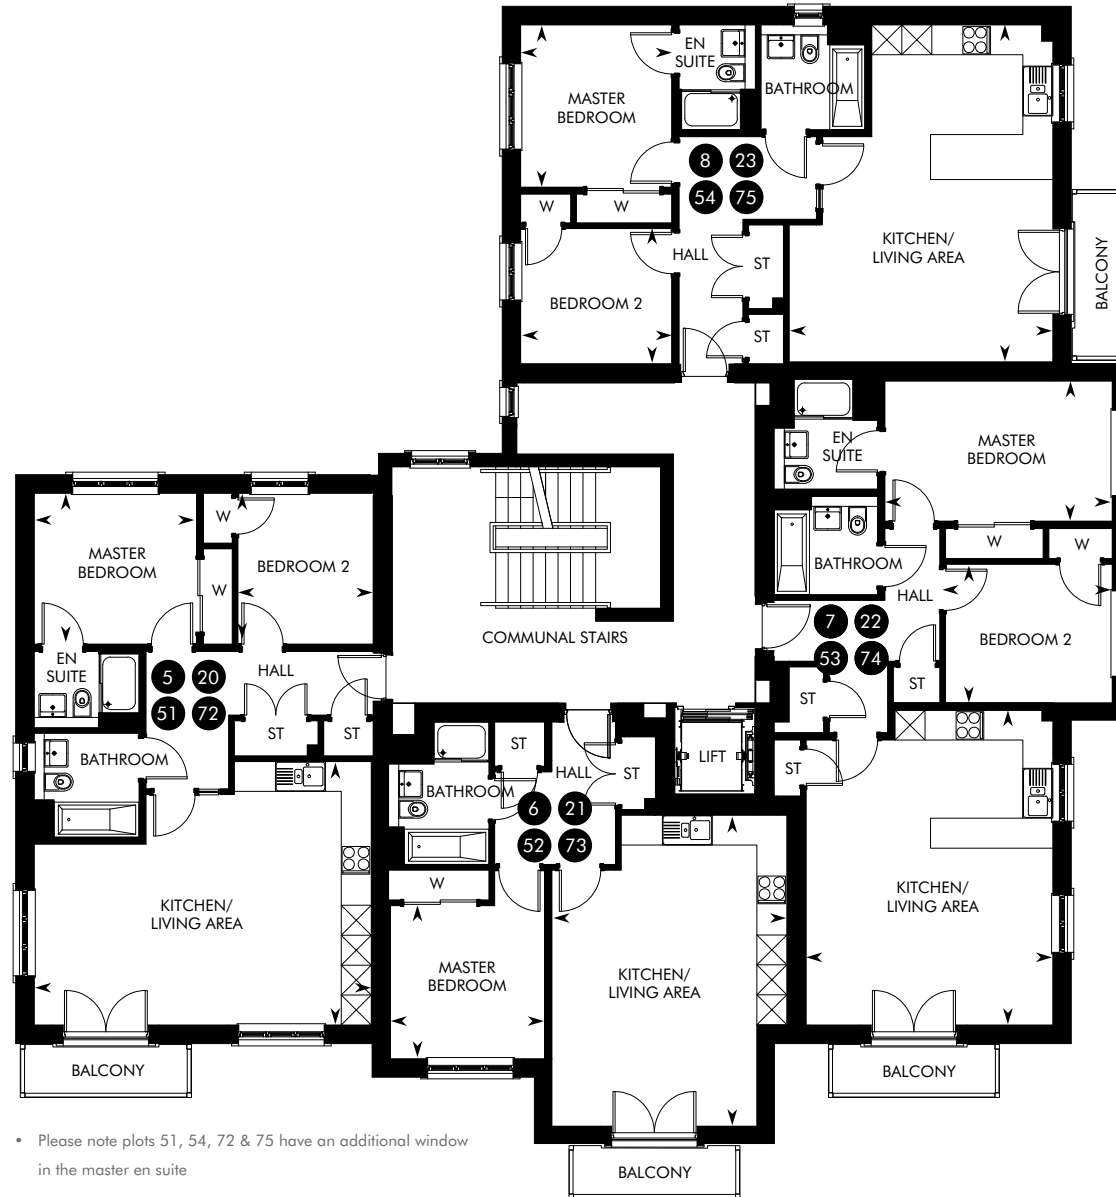 EN
SUITE
BATHROOM
MASTER
BEDROOM
8
23
54
75
W
W
HALL
ST
KITCHEN/
LIVING AREA
BALCONY
BEDROOM 2
ST
EN
SUITE
MASTER
BEDROOM
W
W
BATHROOM
HALL
7
22
53
74
BEDROOM 2
ST
ST
ST
KITCHEN/
LIVING AREA
BALCONY
COMMUNAL STAIRS
LIFT
W
MASTER
BEDROOM
BEDROOM 2
W
EN
SUITE
5
20
51
72
HALL
ST
ST
BATHROOM
KITCHEN/
LIVING AREA
BALCONY
ST
HALL
ST
BATHROOM
6
21
52
73
W
MASTER
BEDROOM
KITCHEN/
LIVING AREA
BALCONY
• Please note plots 51, 54, 72 & 75 have an additional window
in the master en suite